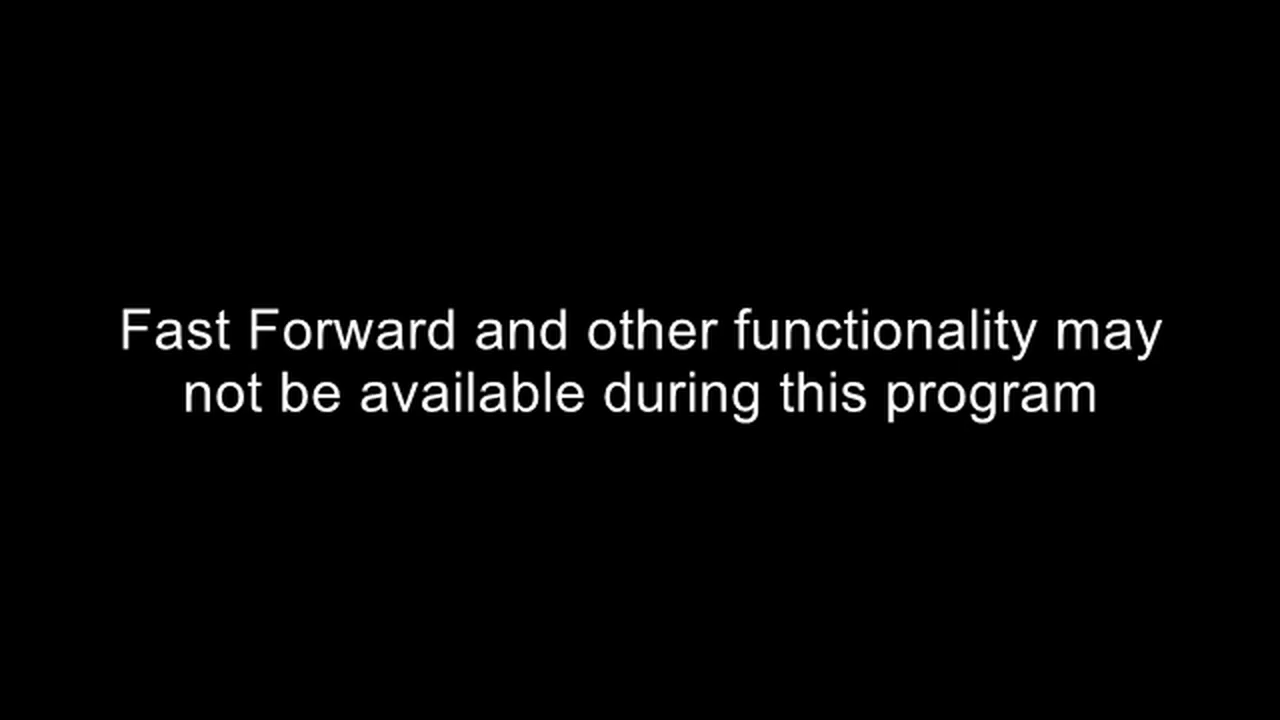 Fast Forward and other functionality may
not be available during this program